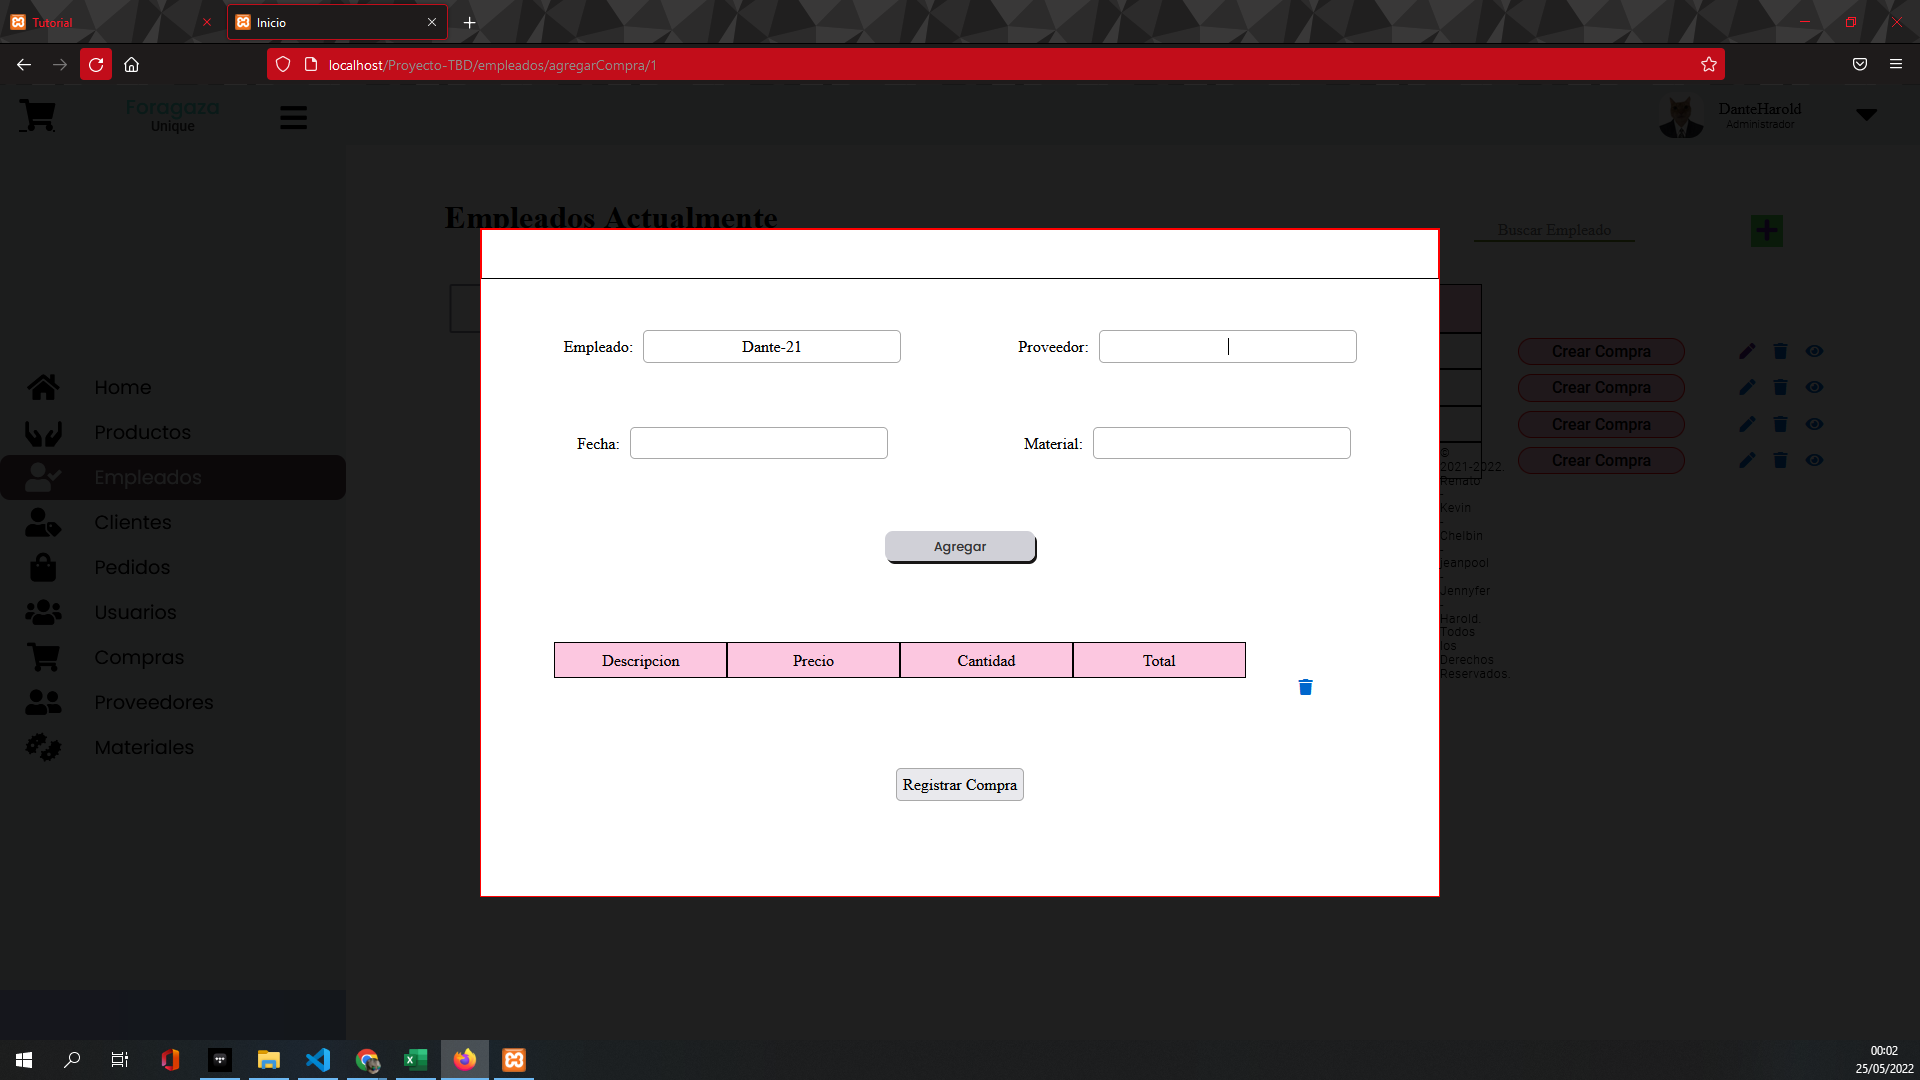 Tutorial
Inicio
localhost/Proyecto-TBD/empleados/agregarCompra/1
Foragaza
Unique
DanteHarold
Administrador
Empleados Actualmente
Buscar Empleado
Home
Productos
Empleados
Clientes
Pedidos
Usuarios
Compras
Proveedores
Materiales
Empleado: Dante-21
Proveedor:
Fecha:
Material:
Agregar
Descripcion Precio Cantidad Total
Registrar Compra
Crear Compra
Crear Compra
Crear Compra
Crear Compra
©
2021-2022.
Renato
-
Kevin
-
Chelbin
-
Jeanpool
-
Jennyfer
-
Harold.
Todos
los
Derechos
Reservados.
00:02
25/05/2022